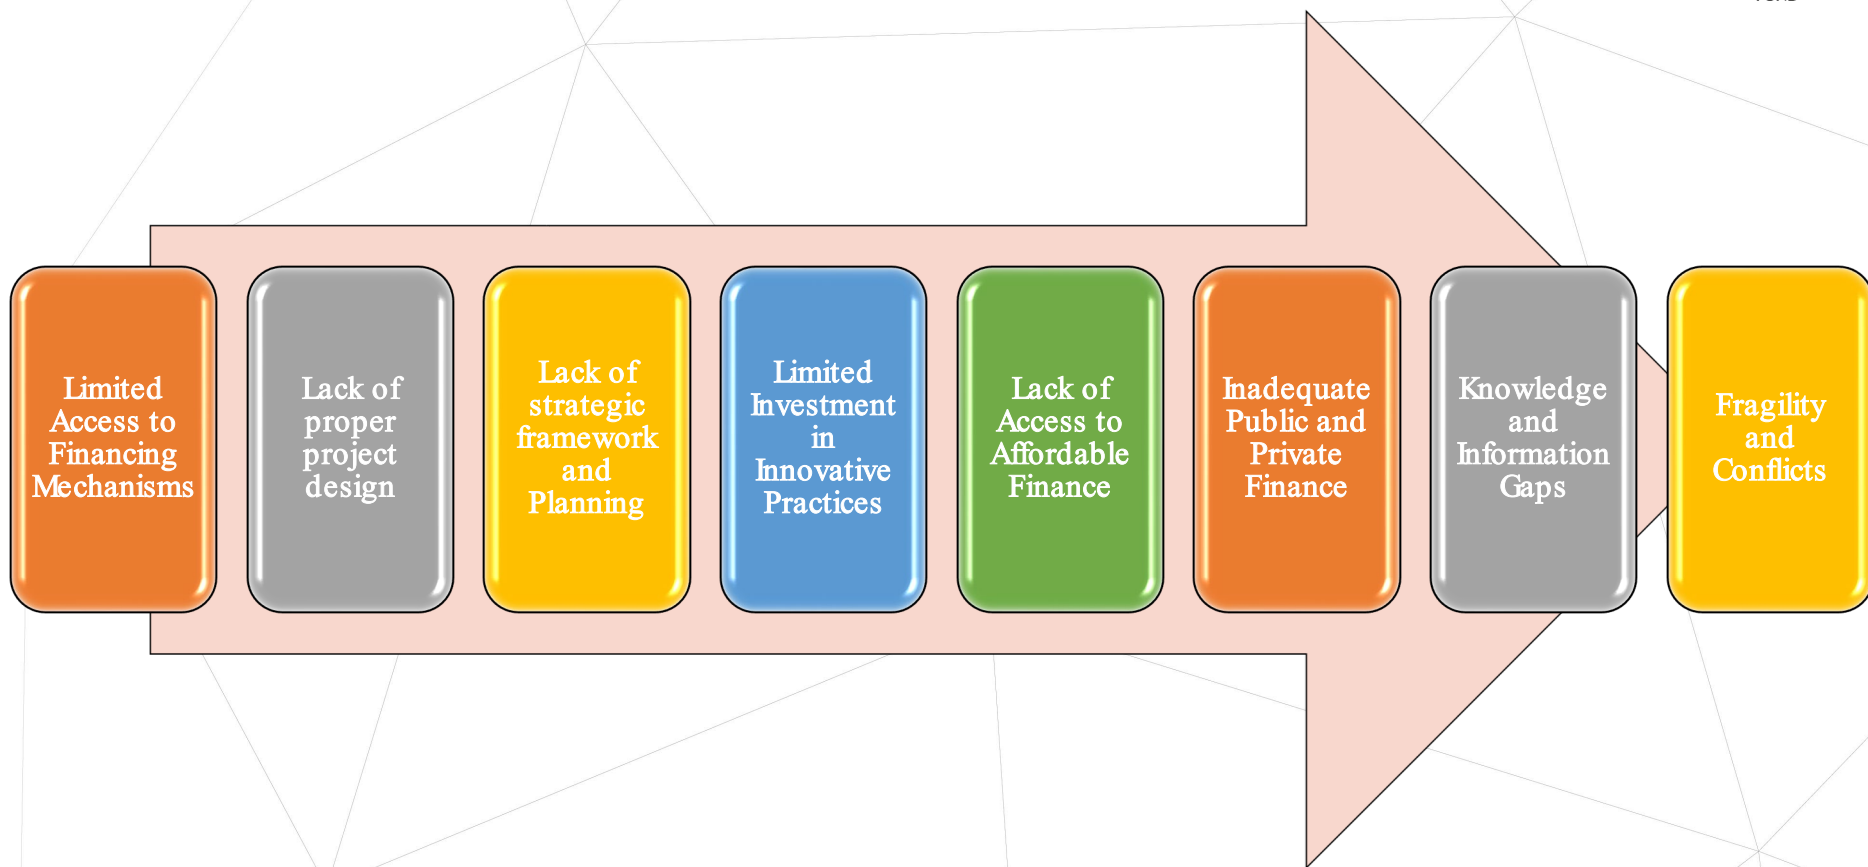 Limited
Access to
Financing
Mechanisms
Lack of
proper
project
design
Lack of
strategic
framework
and
Planning
Limited
Investment
in
Innovative
Practices
Lack of
Access to
Affordable
Finance
Inadequate
Public and
Private
Finance
Knowledge
and
Information
Gaps
Fragility
and
Conflicts